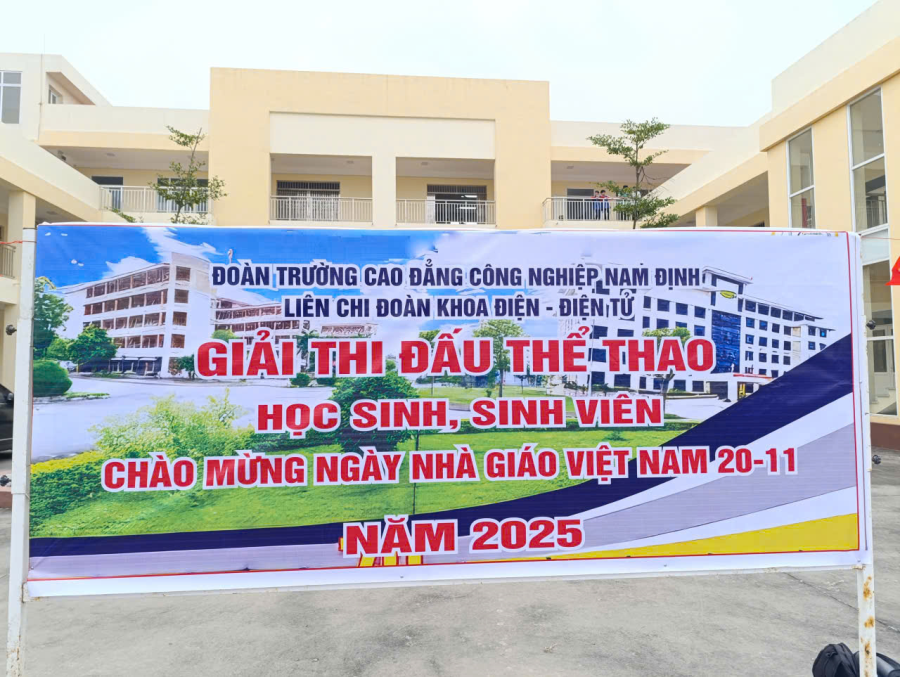 ĐOÀN TRƯỜNG CAO ĐẲNG CÔNG NGHIỆP NAM ĐỊNH
LIÊN CHI ĐOÀN KHOA ĐIỆN - ĐIỆN TỬ
GIẢI THI ĐẤU THỂ THAO
HỌC SINH, SINH VIÊN
CHÀO MỪNG NGÀY NHÀ GIÁO VIỆT NAM 20-11
NĂM 2025